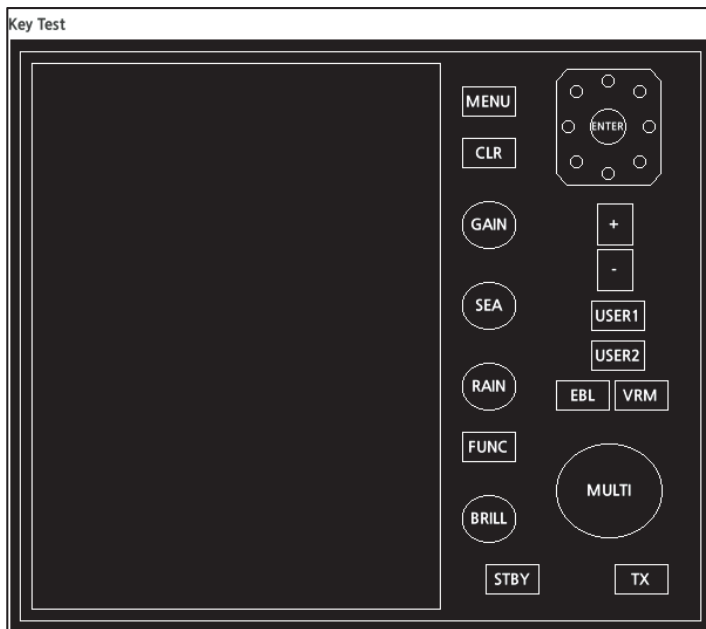 Key Test
MENU
ENTER
CLR
GAIN
+
-
SEA
USER1
USER2
RAIN
EBL VRM
FUNC
MULTI
BRILL
STBY TX